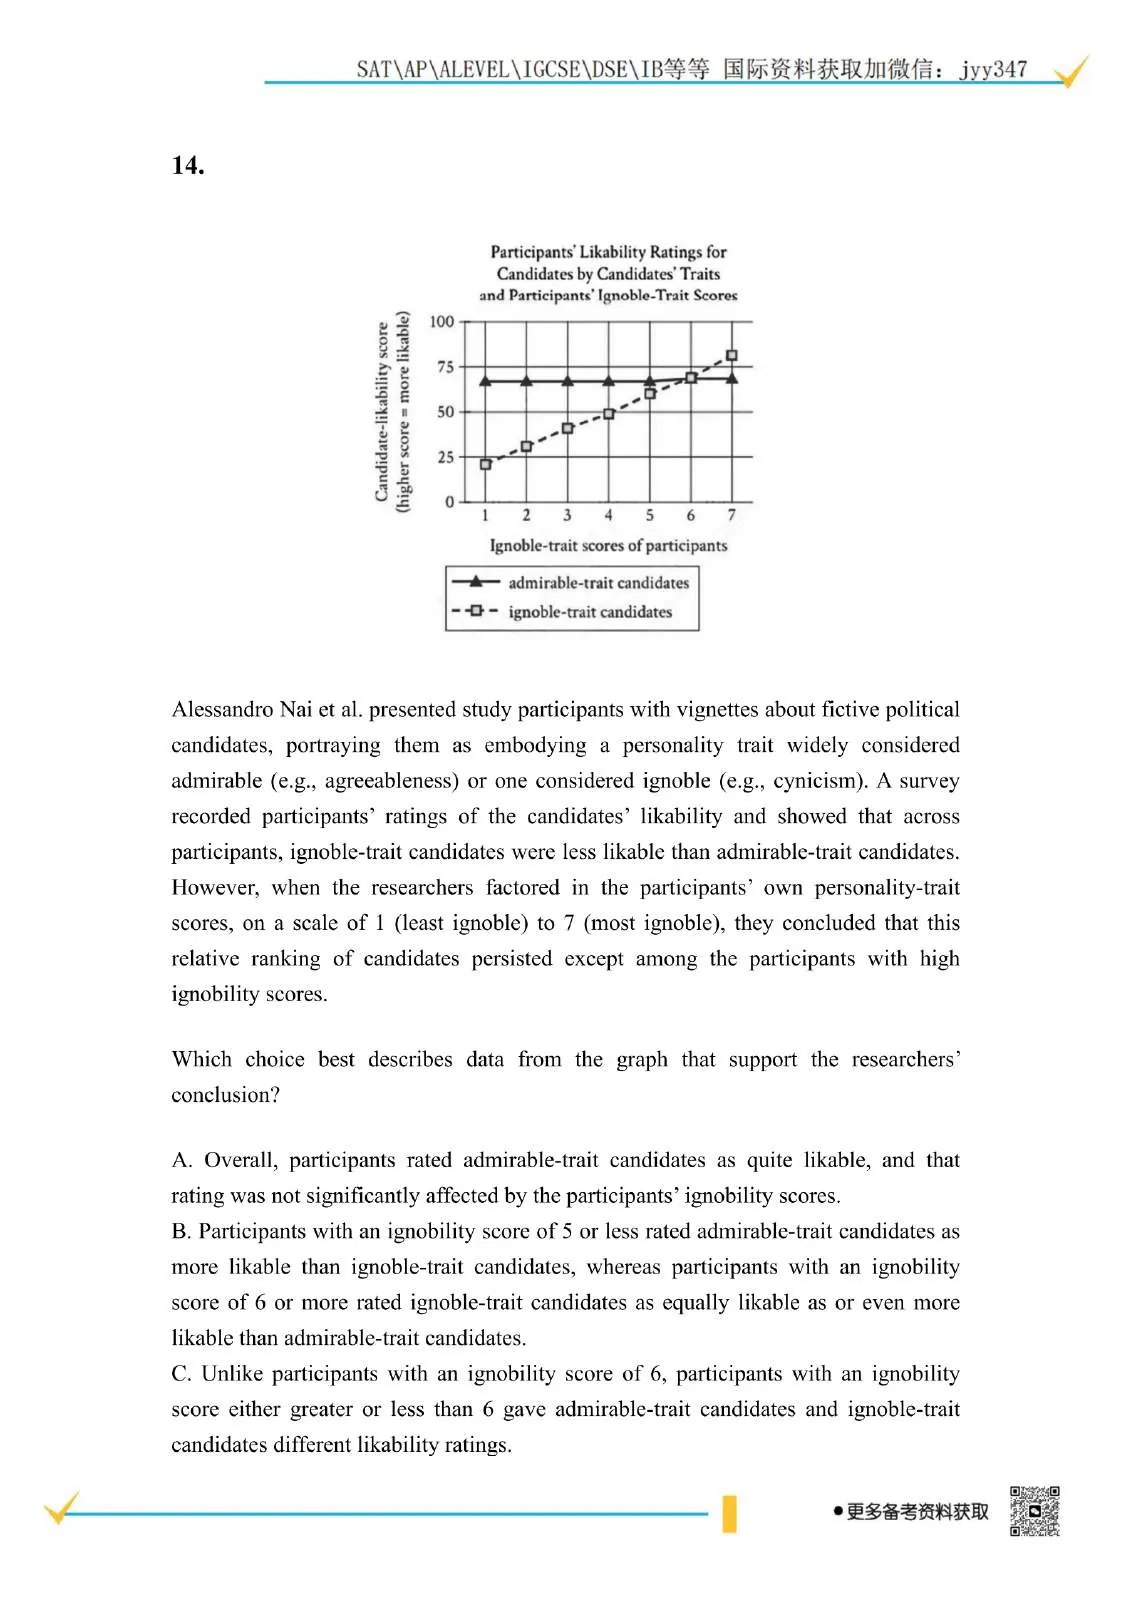 SAT\AP\ALEVEL\IGCSE\DSE\IB等等 国际资料获取加微信：jyy347
14.
Participants' Likability Ratings for
Candidates by Candidates' Traits
and Participants' Ignoble-Trait Scores
Candidate-likability score
(higher score = more likable)
100
75
50
25
0
1 2 3 4 5 6 7
Ignoble-trait scores of participants
admirable-trait candidates
ignoble-trait candidates
Alessandro Nai et al. presented study participants with vignettes about fictive political
candidates, portraying them as embodying a personality trait widely considered
admirable (e.g., agreeableness) or one considered ignoble (e.g., cynicism). A survey
recorded participants' ratings of the candidates' likability and showed that across
participants, ignoble-trait candidates were less likable than admirable-trait candidates.
However, when the researchers factored in the participants' own personality-trait
scores, on a scale of 1 (least ignoble) to 7 (most ignoble), they concluded that this
relative ranking of candidates persisted except among the participants with high
ignobility scores.
Which choice best describes data from the graph that support the researchers'
conclusion?
A. Overall, participants rated admirable-trait candidates as quite likable, and that
rating was not significantly affected by the participants' ignobility scores.
B. Participants with an ignobility score of 5 or less rated admirable-trait candidates as
more likable than ignoble-trait candidates, whereas participants with an ignobility
score of 6 or more rated ignoble-trait candidates as equally likable as or even more
likable than admirable-trait candidates.
C. Unlike participants with an ignobility score of 6, participants with an ignobility
score either greater or less than 6 gave admirable-trait candidates and ignoble-trait
candidates different likability ratings.
●更多备考资料获取